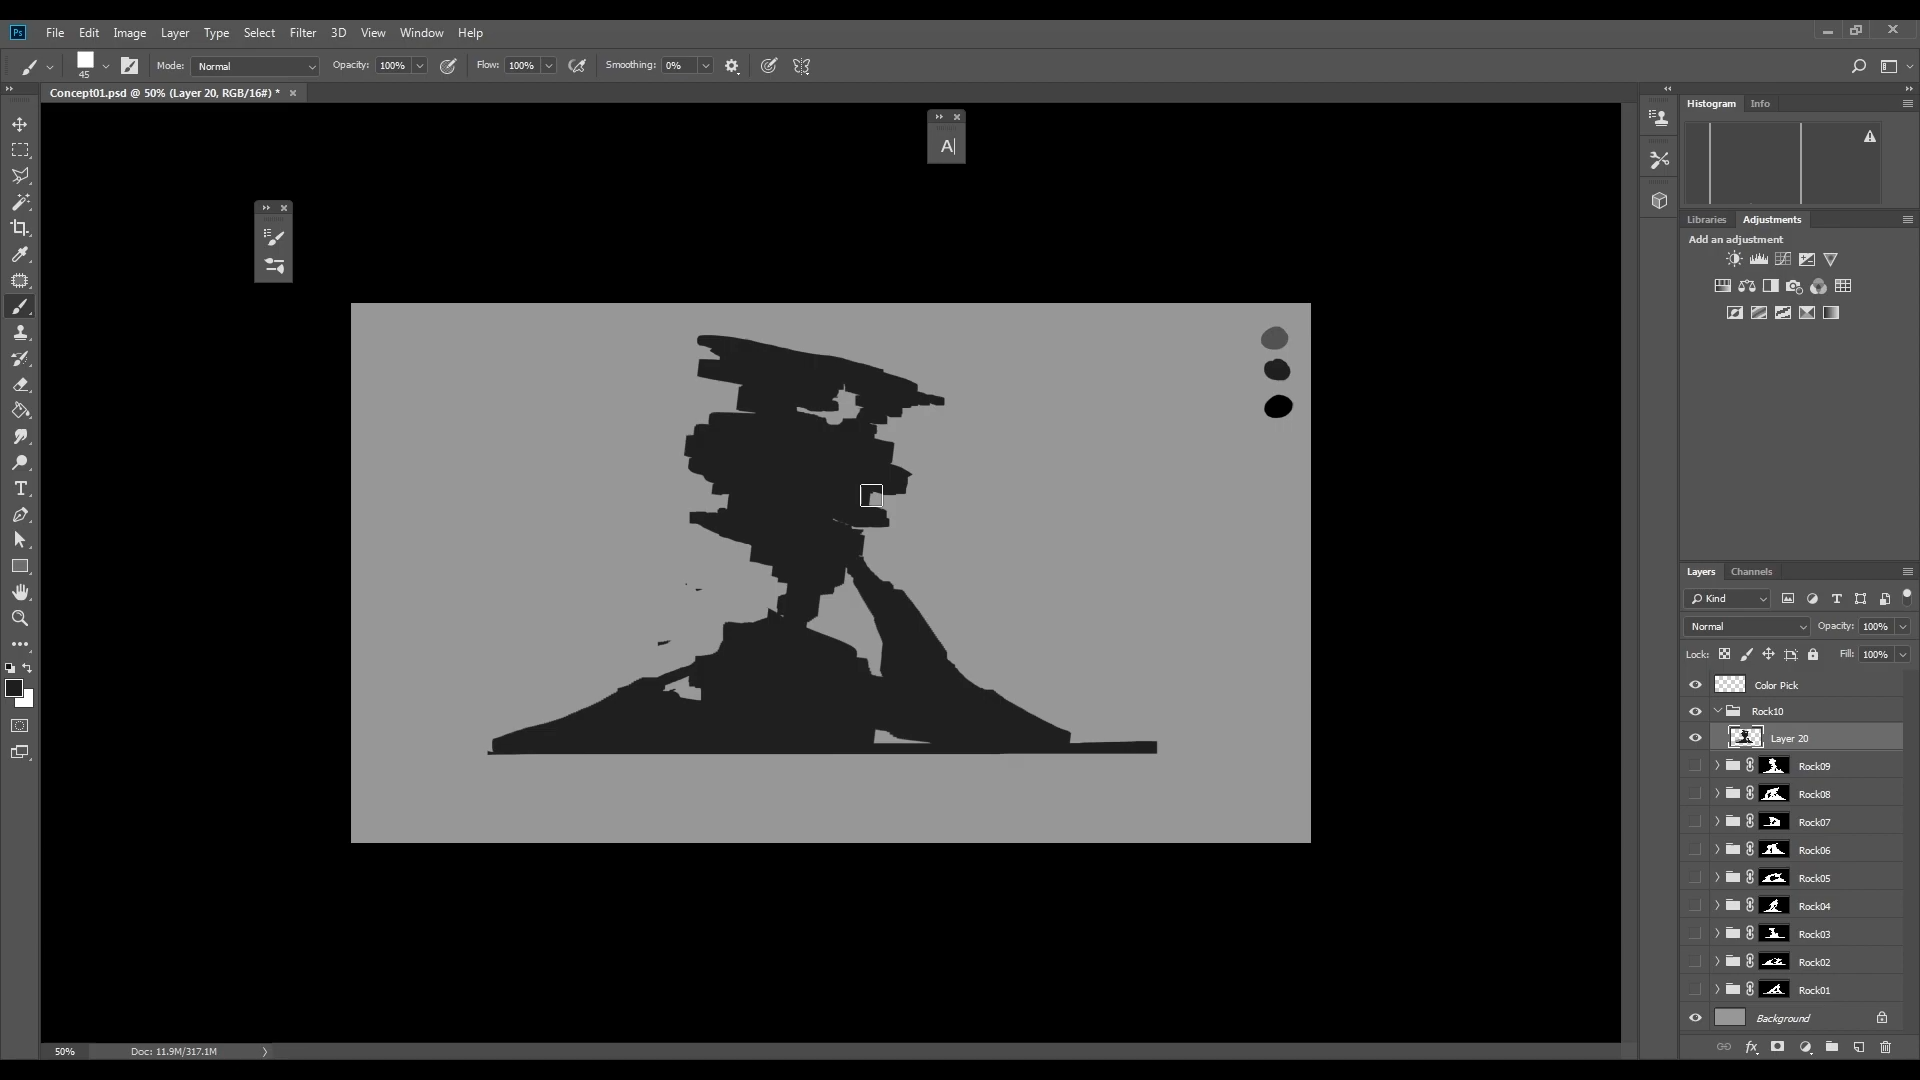 Ps File Edit Image Layer Type Select Filter 3D View Window Help
45 Mode: Normal Opacity: 100% Flow: 100% Smoothing: 0%
Concept01.psd @ 50% (Layer 20, RGB/16#) *
Histogram Info
A
Libraries Adjustments
Add an adjustment
Layers Channels
Kind
Normal Opacity: 100%
Lock: Fill: 100%
Color Pick
Rock10
Layer 20
Rock09
Rock08
Rock07
Rock06
Rock05
Rock04
Rock03
Rock02
Rock01
Background
50% Doc: 11.9M/317.1M
fx